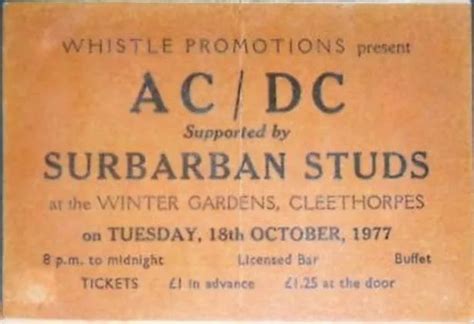 WHISTLE PROMOTIONS present
AC/DC
Supported by
SURBARBAN STUDS
at the WINTER GARDENS, CLEETHORPES
on TUESDAY, 18th OCTOBER, 1977
8 p.m. to midnight Licensed Bar Buffet
TICKETS £1 in advance £1.25 at the door